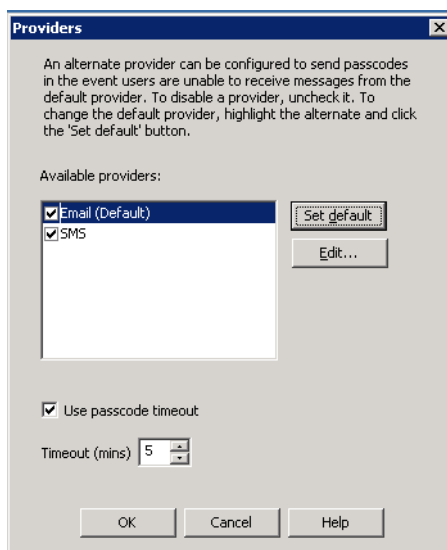 Providers
An alternate provider can be configured to send passcodes
in the event users are unable to receive messages from the
default provider. To disable a provider, uncheck it. To
change the default provider, highlight the alternate and click
the 'Set default' button.
Available providers:
Email (Default)
SMS
Set default
Edit...
Use passcode timeout
Timeout (mins) 5
OK Cancel Help